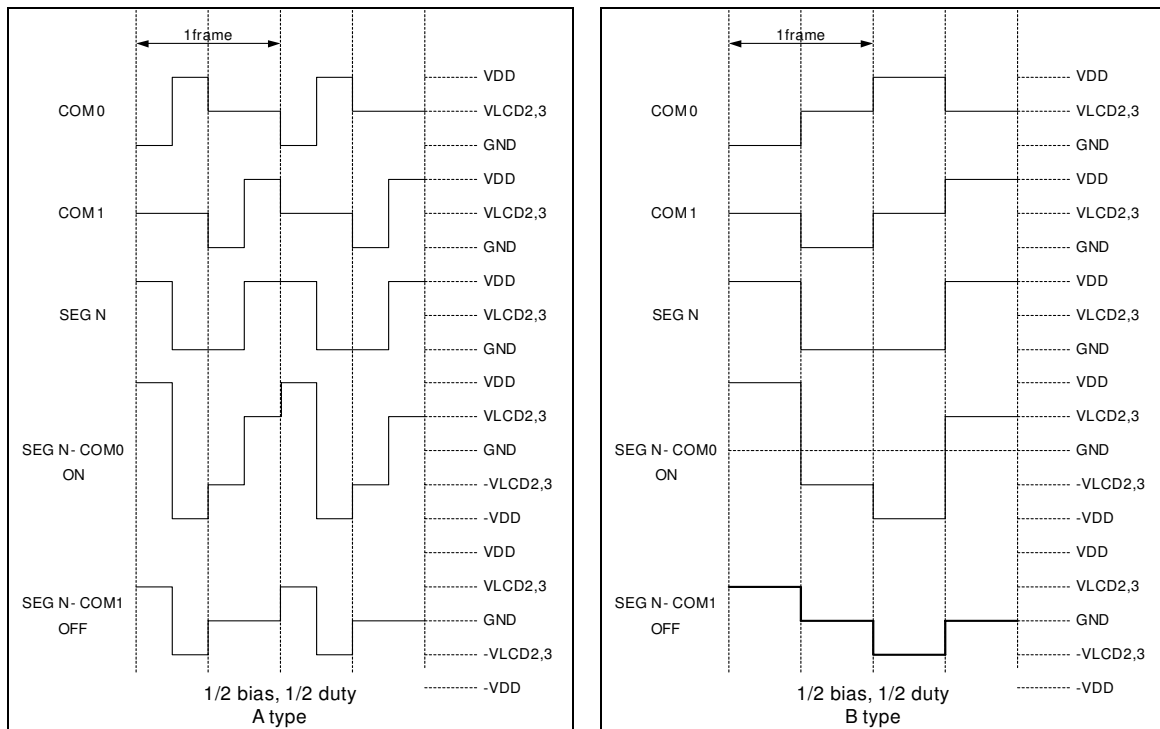 1frame
COM0
VDD
VLCD2,3
GND
COM1
VDD
VLCD2,3
GND
SEG N
VDD
VLCD2,3
GND
SEG N- COM0
ON
VDD
VLCD2,3
GND
-VLCD2,3
-VDD
SEG N- COM1
OFF
VDD
VLCD2,3
GND
-VLCD2,3
-VDD
1/2 bias, 1/2 duty
A type
1frame
COM0
VDD
VLCD2,3
GND
COM1
VDD
VLCD2,3
GND
SEG N
VDD
VLCD2,3
GND
SEG N- COM0
ON
VDD
VLCD2,3
GND
-VLCD2,3
-VDD
SEG N- COM1
OFF
VDD
VLCD2,3
GND
-VLCD2,3
-VDD
1/2 bias, 1/2 duty
B type